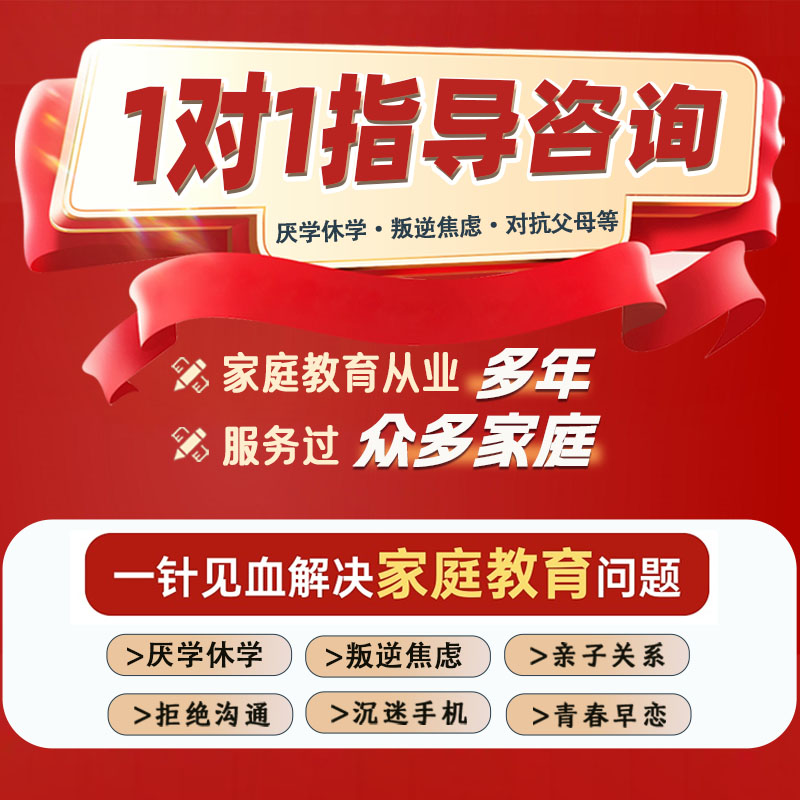 1对1指导咨询
厌学休学·叛逆焦虑·对抗父母等
家庭教育从业 多年
服务过 众多家庭
一针见血解决家庭教育问题
>厌学休学 >叛逆焦虑 >亲子关系
>拒绝沟通 >沉迷手机 >青春早恋